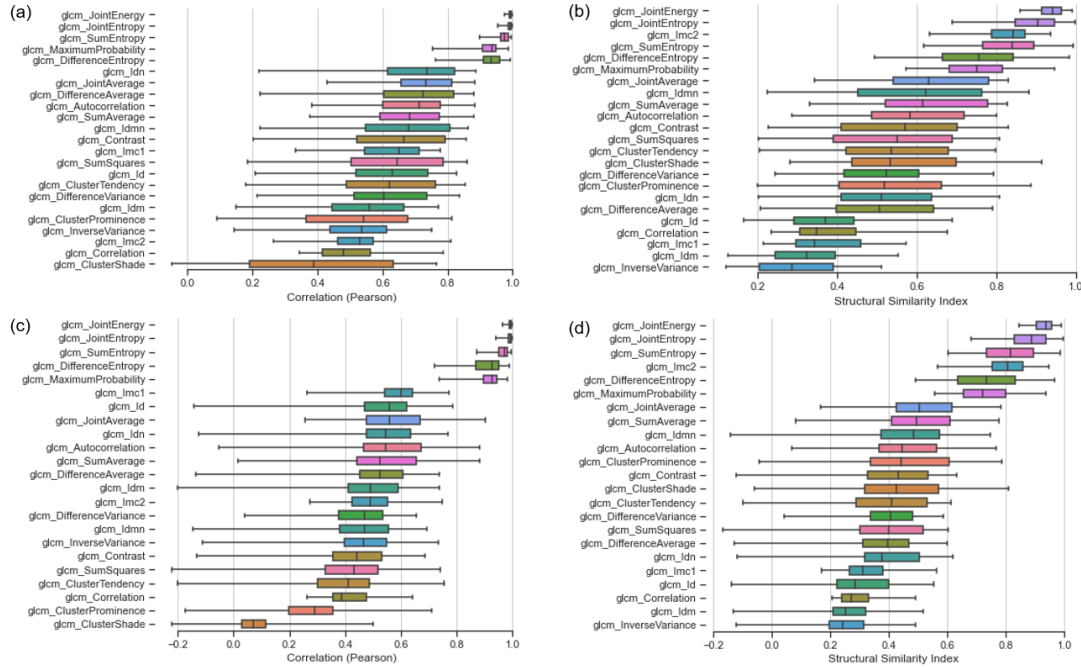 (a)
glcm_JointEnergy
glcm_JointEntropy
glcm_SumEntropy
glcm_MaximumProbability
glcm_DifferenceEntropy
glcm_Idn
glcm_JointAverage
glcm_DifferenceAverage
glcm_Autocorrelation
glcm_SumAverage
glcm_Idmn
glcm_Contrast
glcm_Imc1
glcm_SumSquares
glcm_Id
glcm_ClusterTendency
glcm_DifferenceVariance
glcm_Idm
glcm_ClusterProminence
glcm_InverseVariance
glcm_Imc2
glcm_Correlation
glcm_ClusterShade
0.0 0.2 0.4 0.6 0.8 1.0
Correlation (Pearson)
(b)
glcm_JointEnergy
glcm_JointEntropy
glcm_Imc2
glcm_SumEntropy
glcm_DifferenceEntropy
glcm_MaximumProbability
glcm_JointAverage
glcm_Idmn
glcm_SumAverage
glcm_Autocorrelation
glcm_Contrast
glcm_SumSquares
glcm_ClusterTendency
glcm_ClusterShade
glcm_DifferenceVariance
glcm_ClusterProminence
glcm_Idn
glcm_DifferenceAverage
glcm_Id
glcm_Correlation
glcm_Imc1
glcm_Idm
glcm_InverseVariance
0.2 0.4 0.6 0.8 1.0
Structural Similarity Index
(c)
glcm_JointEnergy
glcm_JointEntropy
glcm_SumEntropy
glcm_DifferenceEntropy
glcm_MaximumProbability
glcm_Imc1
glcm_Id
glcm_JointAverage
glcm_Idn
glcm_Autocorrelation
glcm_SumAverage
glcm_DifferenceAverage
glcm_Idm
glcm_Imc2
glcm_DifferenceVariance
glcm_Idmn
glcm_InverseVariance
glcm_Contrast
glcm_SumSquares
glcm_ClusterTendency
glcm_Correlation
glcm_ClusterProminence
glcm_ClusterShade
−0.2 0.0 0.2 0.4 0.6 0.8 1.0
Correlation (Pearson)
(d)
glcm_JointEnergy
glcm_JointEntropy
glcm_SumEntropy
glcm_Imc2
glcm_DifferenceEntropy
glcm_MaximumProbability
glcm_JointAverage
glcm_SumAverage
glcm_Idmn
glcm_Autocorrelation
glcm_ClusterProminence
glcm_Contrast
glcm_ClusterShade
glcm_ClusterTendency
glcm_DifferenceVariance
glcm_SumSquares
glcm_DifferenceAverage
glcm_Idn
glcm_Imc1
glcm_Id
glcm_Correlation
glcm_Idm
glcm_InverseVariance
−0.2 0.0 0.2 0.4 0.6 0.8 1.0
Structural Similarity Index